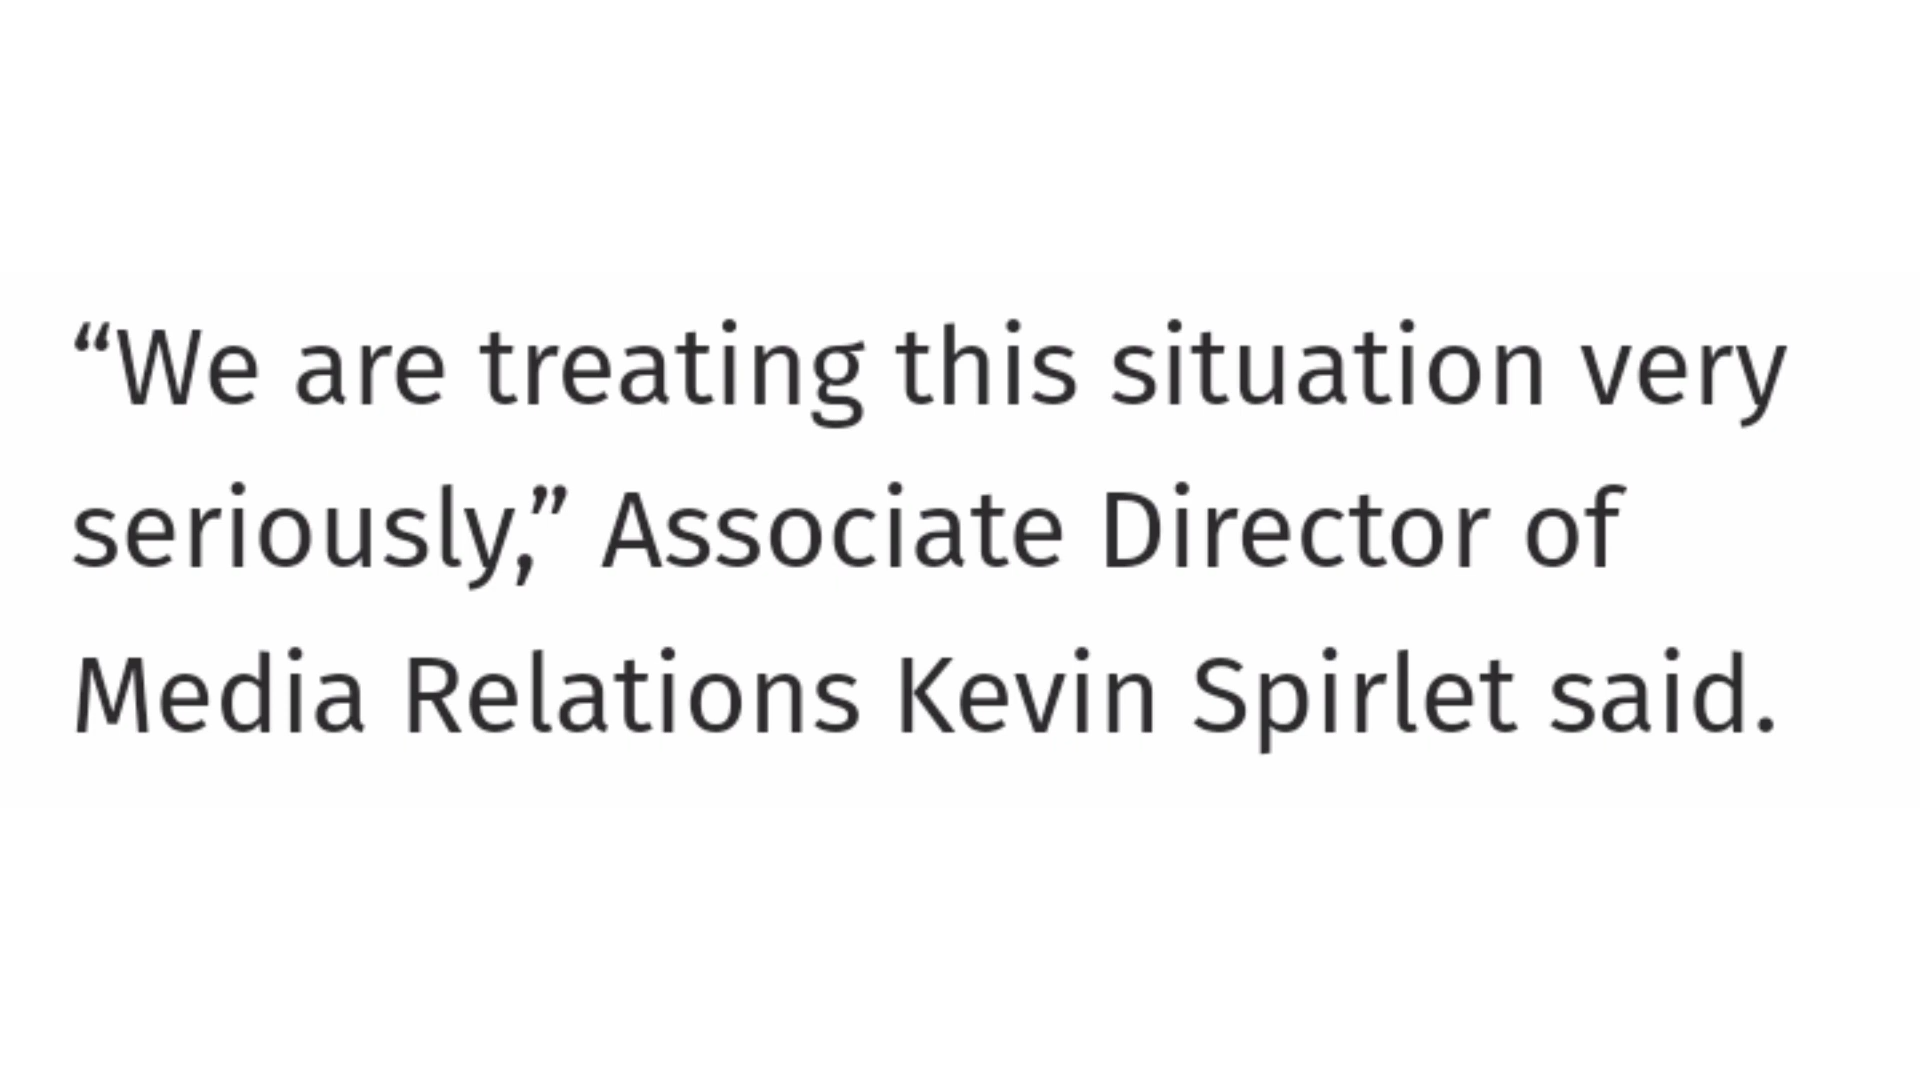 “We are treating this situation very
seriously,” Associate Director of
Media Relations Kevin Spirlet said.